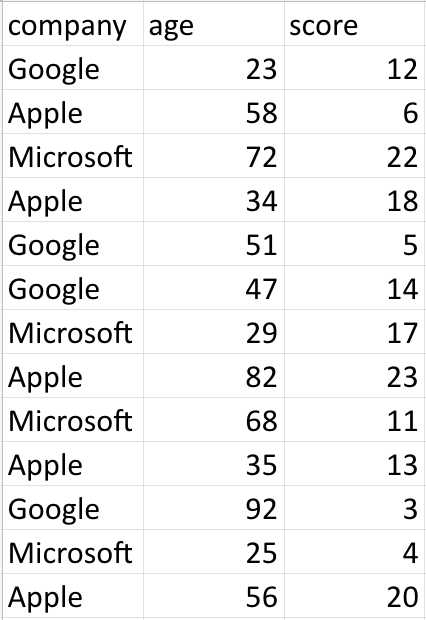 company age score
Google 23 12
Apple 58 6
Microsoft 72 22
Apple 34 18
Google 51 5
Google 47 14
Microsoft 29 17
Apple 82 23
Microsoft 68 11
Apple 35 13
Google 92 3
Microsoft 25 4
Apple 56 20